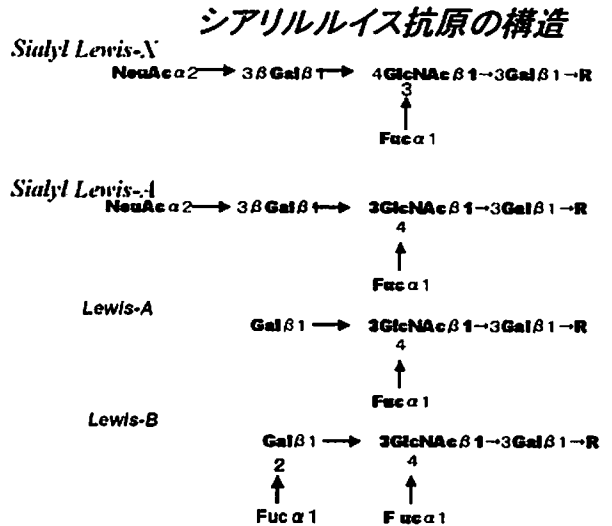 シアリルルイス抗原の構造
Sialyl Lewis-X
NeuAcα2→3βGalβ1→4GlcNAcβ1→3Galβ1→R
3
↑
Fucα1
Sialyl Lewis-A
NeuAcα2→3βGalβ1→3GlcNAcβ1→3Galβ1→R
4
↑
Fucα1
Lewis-A
Galβ1→3GlcNAcβ1→3Galβ1→R
4
↑
Fucα1
Lewis-B
Galβ1→3GlcNAcβ1→3Galβ1→R
2 4
↑ ↑
Fucα1 Fucα1